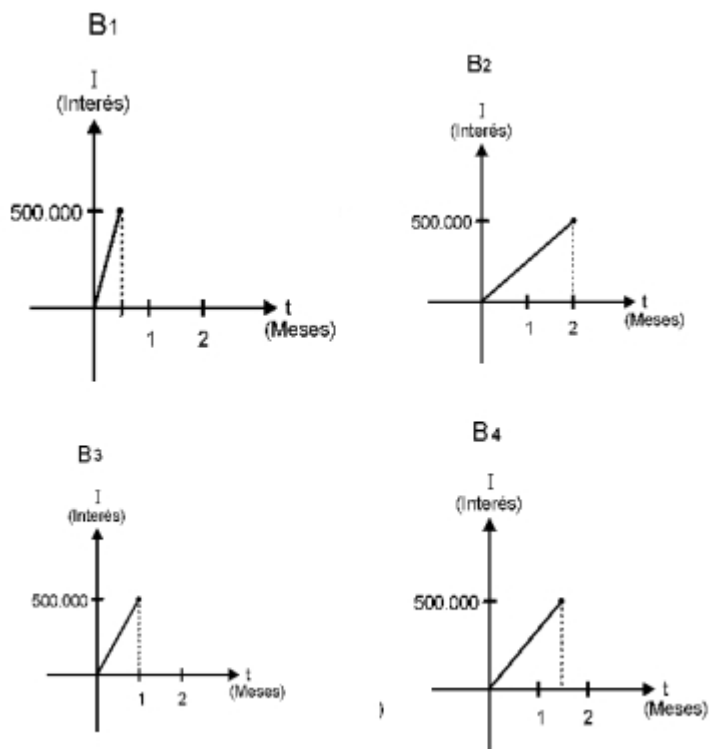 B1
I
(Interés)
500.000
t
(Meses)
1
2
B2
I
(Interés)
500.000
t
(Meses)
1
2
B3
I
(Interés)
500.000
t
(Meses)
1
2
B4
I
(Interés)
500.000
t
(Meses)
1
2
)